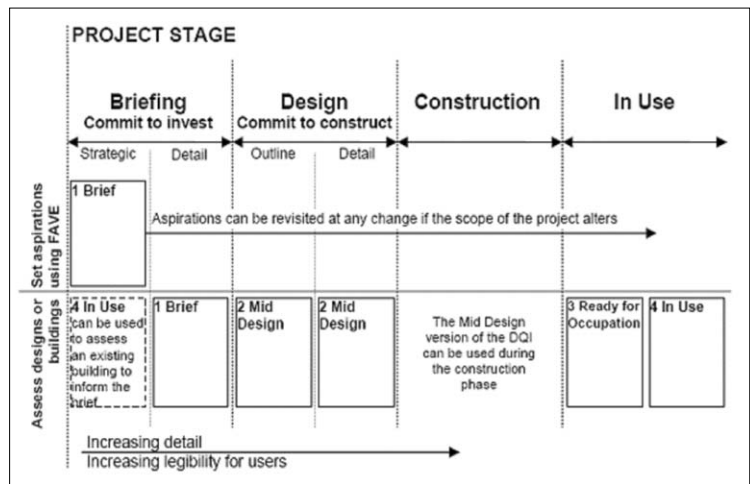 PROJECT STAGE
Briefing
Commit to invest
Design
Commit to construct
Construction
In Use
Strategic
Detail
Outline
Detail
Set aspirations
using FAVE
1 Brief
Aspirations can be revisited at any change if the scope of the project alters
Assess designs or
buildings
4 In Use
can be used
to assess
an existing
building to
inform the
brief
1 Brief
2 Mid
Design
2 Mid
Design
The Mid Design
version of the DQI
can be used during
the construction
phase
3 Ready for
Occupation
4 In Use
Increasing detail
Increasing legibility for users